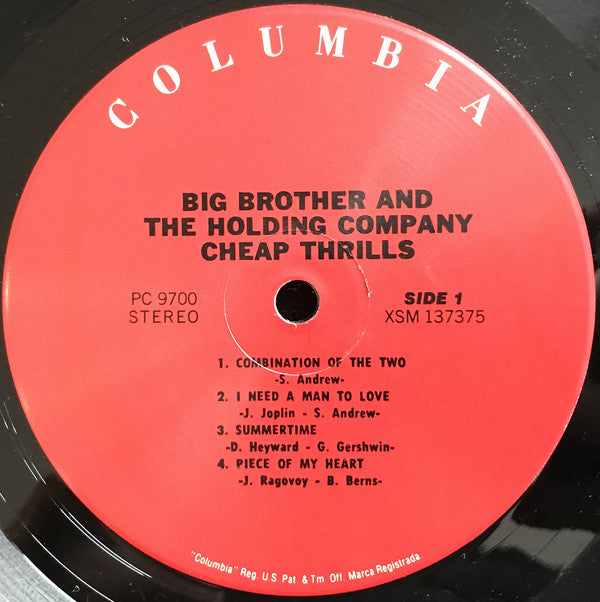 COLUMBIA
BIG BROTHER AND
THE HOLDING COMPANY
CHEAP THRILLS
PC 9700
STEREO
SIDE 1
XSM 137375
1. COMBINATION OF THE TWO
-S. Andrew-
2. I NEED A MAN TO LOVE
-J. Joplin - S. Andrew-
3. SUMMERTIME
-D. Heyward - G. Gershwin-
4. PIECE OF MY HEART
-J. Ragovoy - B. Berns-
"Columbia" Reg. U.S. Pat. & Tm. Off. Marca Registrada.